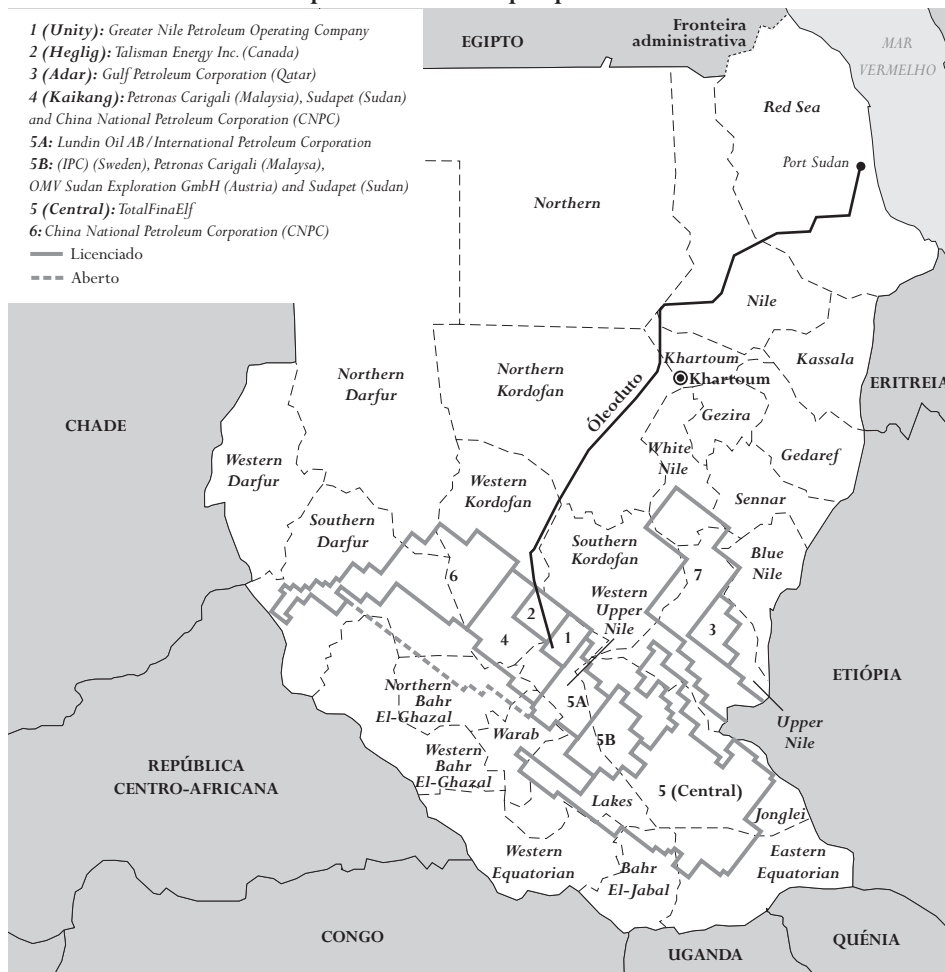 1 (Unity): Greater Nile Petroleum Operating Company
2 (Heglig): Talisman Energy Inc. (Canada)
3 (Adar): Gulf Petroleum Corporation (Qatar)
4 (Kaikang): Petronas Carigali (Malaysia), Sudapet (Sudan)
and China National Petroleum Corporation (CNPC)
5A: Lundin Oil AB/International Petroleum Corporation
5B: (IPC) (Sweden), Petronas Carigali (Malaysa),
OMV Sudan Exploration GmbH (Austria) and Sudapet (Sudan)
5 (Central): TotalFinaElf
6: China National Petroleum Corporation (CNPC)
Licenciado
Aberto
EGIPTO
Fronteira
administrativa
MAR
VERMELHO
Red Sea
Port Sudan
Northern
Nile
Khartoum
Khartoum
Kassala
ERITREIA
Northern
Darfur
Northern
Kordofan
Óleoduto
Gezira
CHADE
White
Nile
Gedaref
Western
Darfur
Western
Kordofan
Sennar
Southern
Darfur
Southern
Kordofan
Blue
Nile
6
7
Western
Upper
Nile
2
1
3
4
ETIÓPIA
Northern
Bahr
El-Ghazal
5A
Upper
Nile
Warab
5B
Western
Bahr
El-Ghazal
REPÚBLICA
CENTRO-AFRICANA
Lakes
5 (Central)
Jonglei
Western
Equatorian
Bahr
El-Jabal
Eastern
Equatorian
CONGO
UGANDA
QUÉNIA